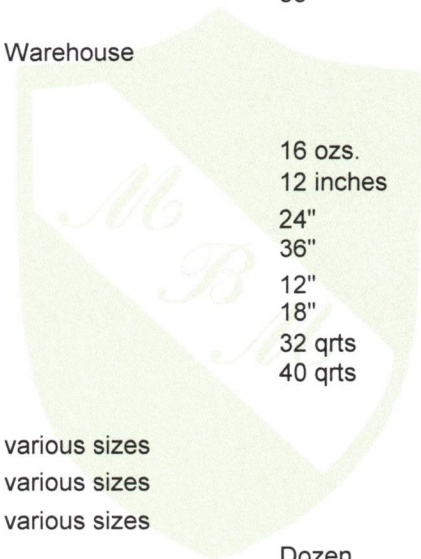 Warehouse
16 ozs.
12 inches
24"
36"
12"
18"
32 qrts
40 qrts
M
B
M
various sizes
various sizes
various sizes
Dozen